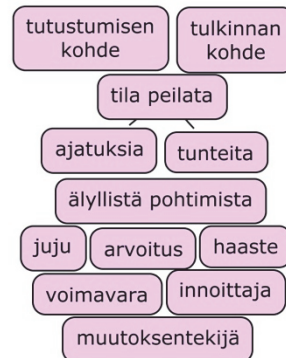 tutustumisen
kohde
tulkinnan
kohde
tila peilata
ajatuksia
tunteita
älyllistä pohtimista
juju
arvoitus
haaste
voimavara
innoittaja
muutoksentekijä